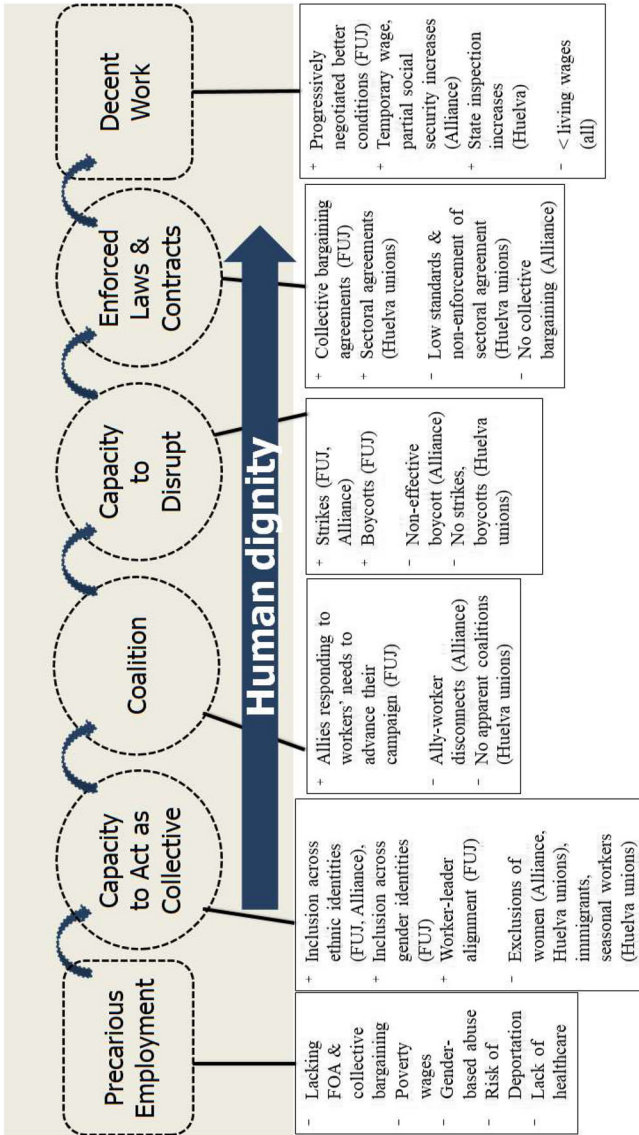 Precarious
Employment
Capacity
to Act as
Collective
Coalition
Capacity
to
Disrupt
Enforced
Laws &
Contracts
Decent
Work
Human dignity
- Lacking
FOA &
collective
bargaining
- Poverty
wages
- Gender-
based abuse
- Risk of
Deportation
- Lack of
healthcare
+ Inclusion across
ethnic identities
(FUJ, Alliance),
+ Inclusion across
gender identities
(FUJ)
+ Worker-leader
alignment (FUJ)
- Exclusions of
women (Alliance,
Huelva unions),
immigrants,
seasonal workers
(Huelva unions)
+ Allies responding to
workers' needs to
advance their
campaign (FUJ)
- Ally-worker
disconnects (Alliance)
- No apparent coalitions
(Huelva unions)
+ Strikes (FUJ,
Alliance)
+ Boycotts (FUJ)
- Non-effective
boycott (Alliance)
- No strikes,
boycotts (Huelva
unions)
+ Collective bargaining
agreements (FUJ)
+ Sectoral agreements
(Huelva unions)
- Low standards &
non-enforcement of
sectoral agreement
(Huelva unions)
- No collective
bargaining (Alliance)
+ Progressively
negotiated better
conditions (FUJ)
+ Temporary wage,
partial social
security increases
(Alliance)
+ State inspection
increases
(Huelva)
- < living wages
(all)